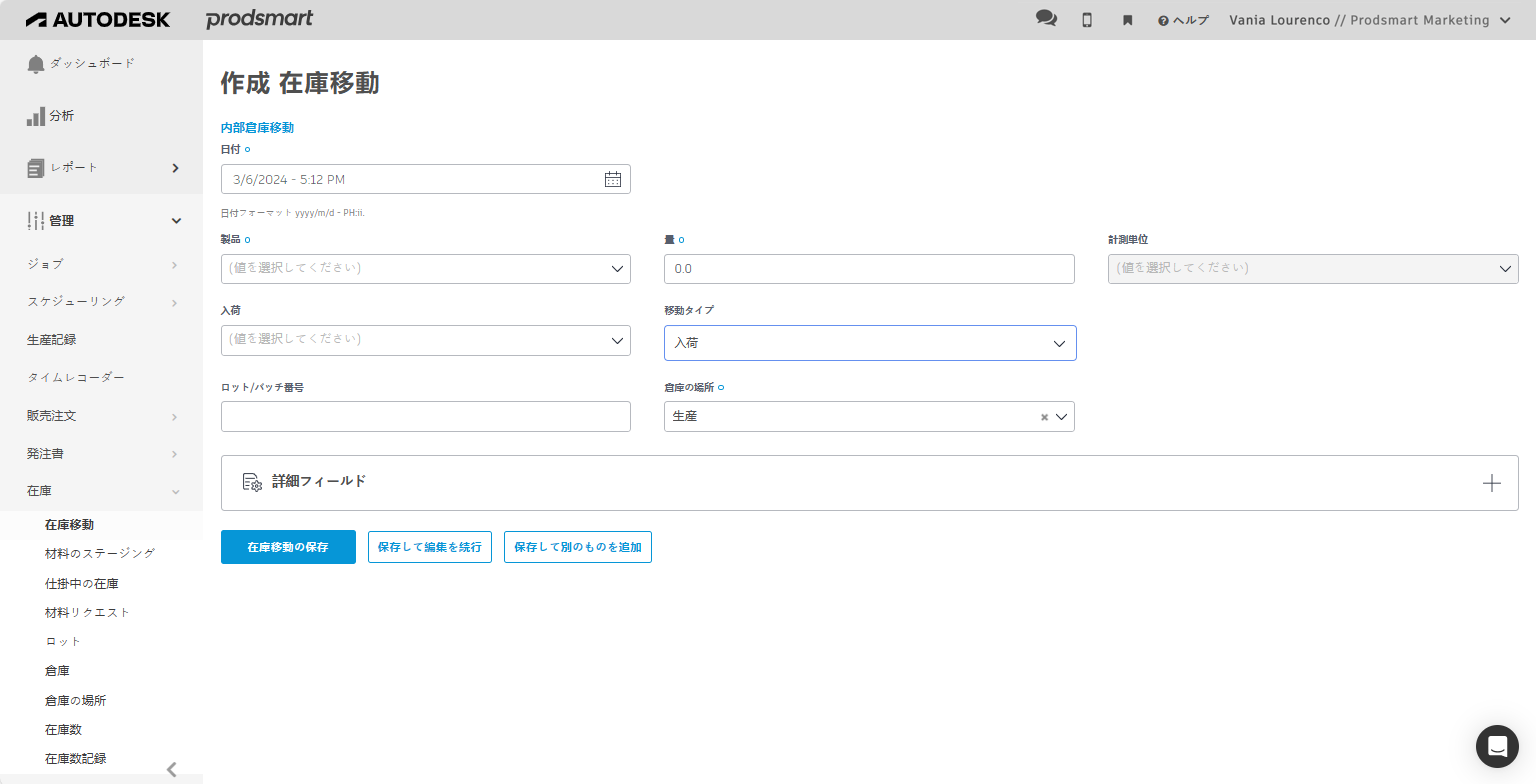 AUTODESK prodsmart
ヘルプ Vania Lourenco // Prodsmart Marketing
ダッシュボード
分析
レポート
管理
ジョブ
スケジューリング
生産記録
タイムレコーダー
販売注文
発注書
在庫
在庫移動
材料のステージング
仕掛中の在庫
材料リクエスト
ロット
倉庫
倉庫の場所
在庫数
在庫数記録
作成 在庫移動
内部倉庫移動
日付
3/6/2024 - 5:12 PM
日付フォーマット yyyy/m/d - PH:ii.
製品 量 計測単位
(値を選択してください) 0.0 (値を選択してください)
入荷 移動タイプ
(値を選択してください) 入荷
ロット/バッチ番号 倉庫の場所
生産
詳細フィールド
在庫移動の保存 保存して編集を続行 保存して別のものを追加